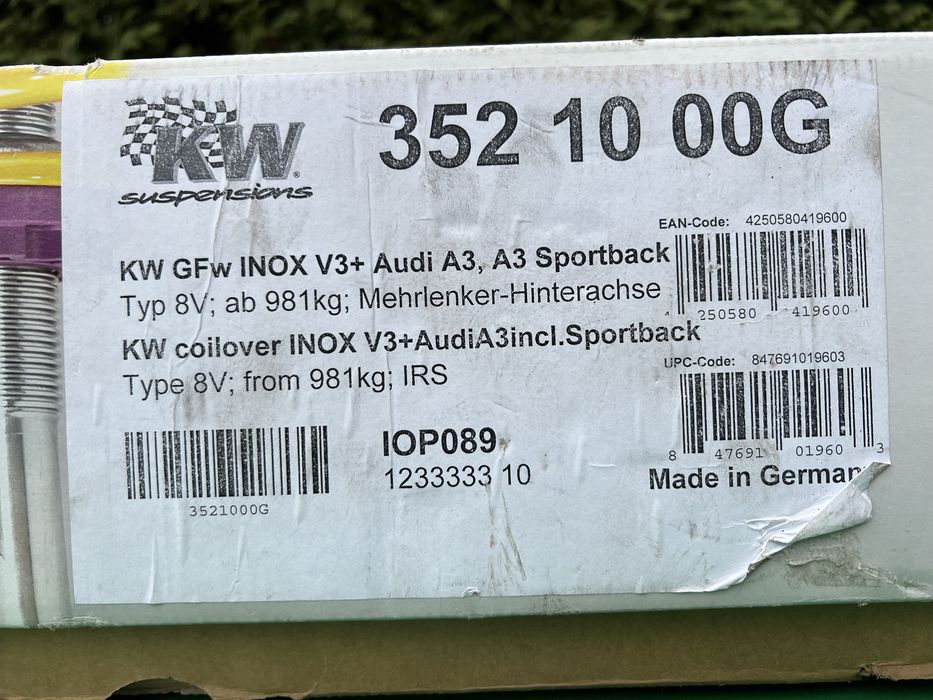 KW®
suspensions
352 10 00G
EAN-Code: 4250580419600
KW GFw INOX V3+ Audi A3, A3 Sportback
Typ 8V; ab 981kg; Mehrlenker-Hinterachse
250580 419600
KW coilover INOX V3+AudiA3incl.Sportback
Type 8V; from 981kg; IRS
UPC-Code: 847691019603
8 47691 01960 3
IOP089
1233333 10
Made in German
3521000G